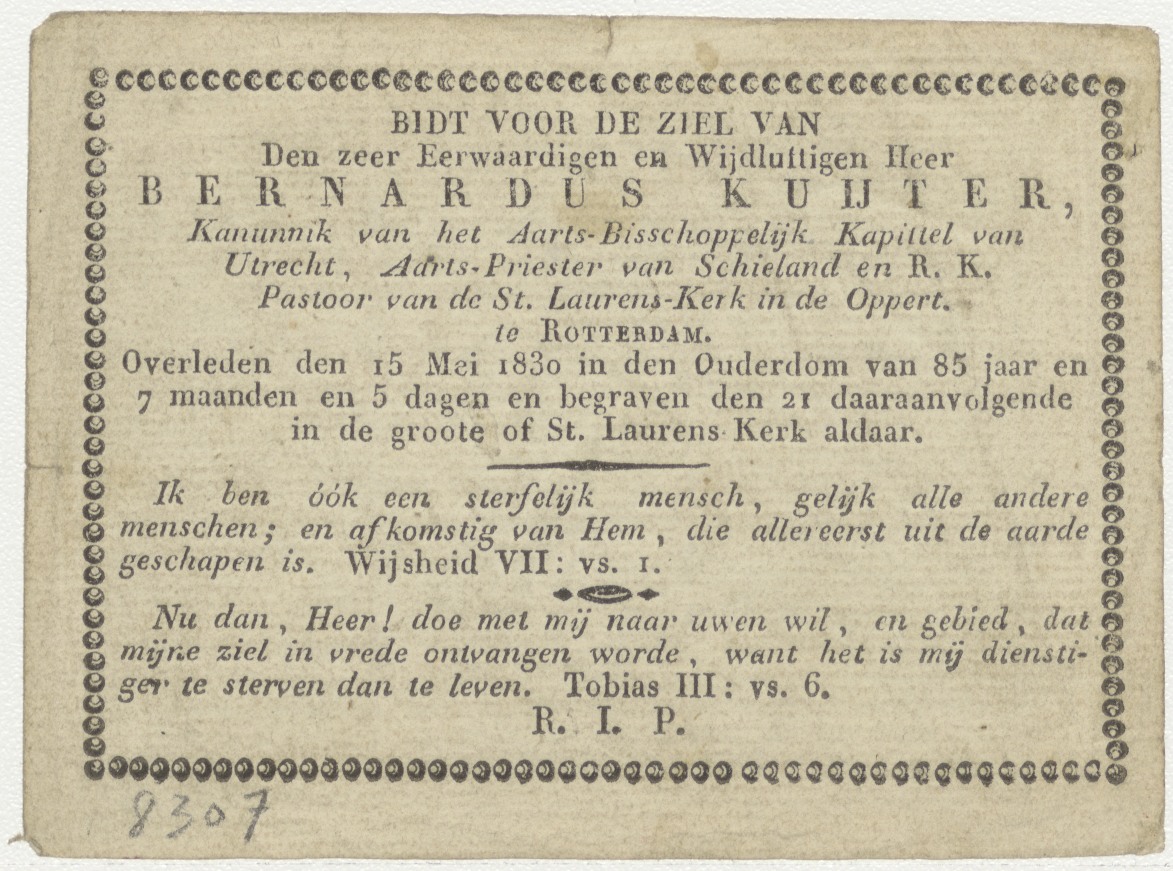 BIDT VOOR DE ZIEL VAN
Den zeer Eerwaardigen en Wijdluftigen Heer
BERNARDUS KUIJTER,
Kanunnik van het Aarts-Bisschoppelijk Kapittel van
Utrecht, Aarts-Priester van Schieland en R. K.
Pastoor van de St. Laurens-Kerk in de Oppert.
te ROTTERDAM.
Overleden den 15 Mei 1830 in den Ouderdom van 85 jaar en
7 maanden en 5 dagen en begraven den 21 daaraanvolgende
in de groote of St. Laurens Kerk aldaar.
Ik ben óók een sterfelijk mensch, gelijk alle andere
menschen; en afkomstig van Hem, die allereerst uit de aarde
geschapen is. Wijsheid VII: vs. 1.
Nu dan, Heer! doe met mij naar uwen wil, en gebied, dat
mijne ziel in vrede ontvangen worde, want het is mij diensti-
ger te sterven dan te leven. Tobias III: vs. 6.
R. I. P.
8307